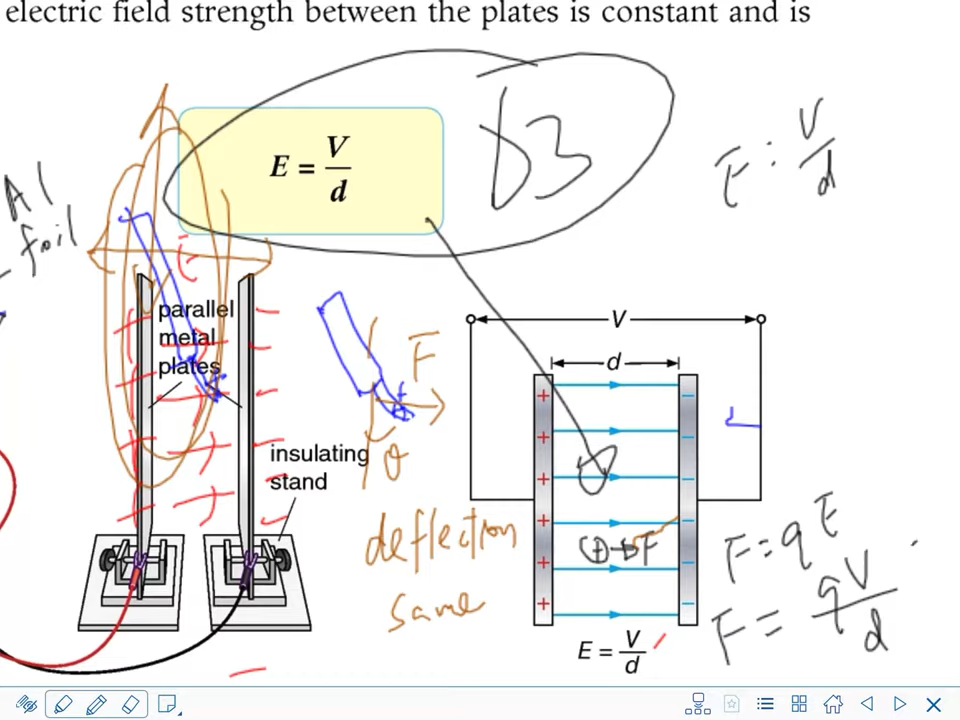 electric field strength between the plates is constant and is
E = V/d
E = V/d
Al
foil
E
parallel
metal
plates
insulating
stand
F
θ
deflection
same
V
d
+ −
+ −
+ −
+ −
+ −
+ −
F
E = V/d
F = qE
F = qV/d